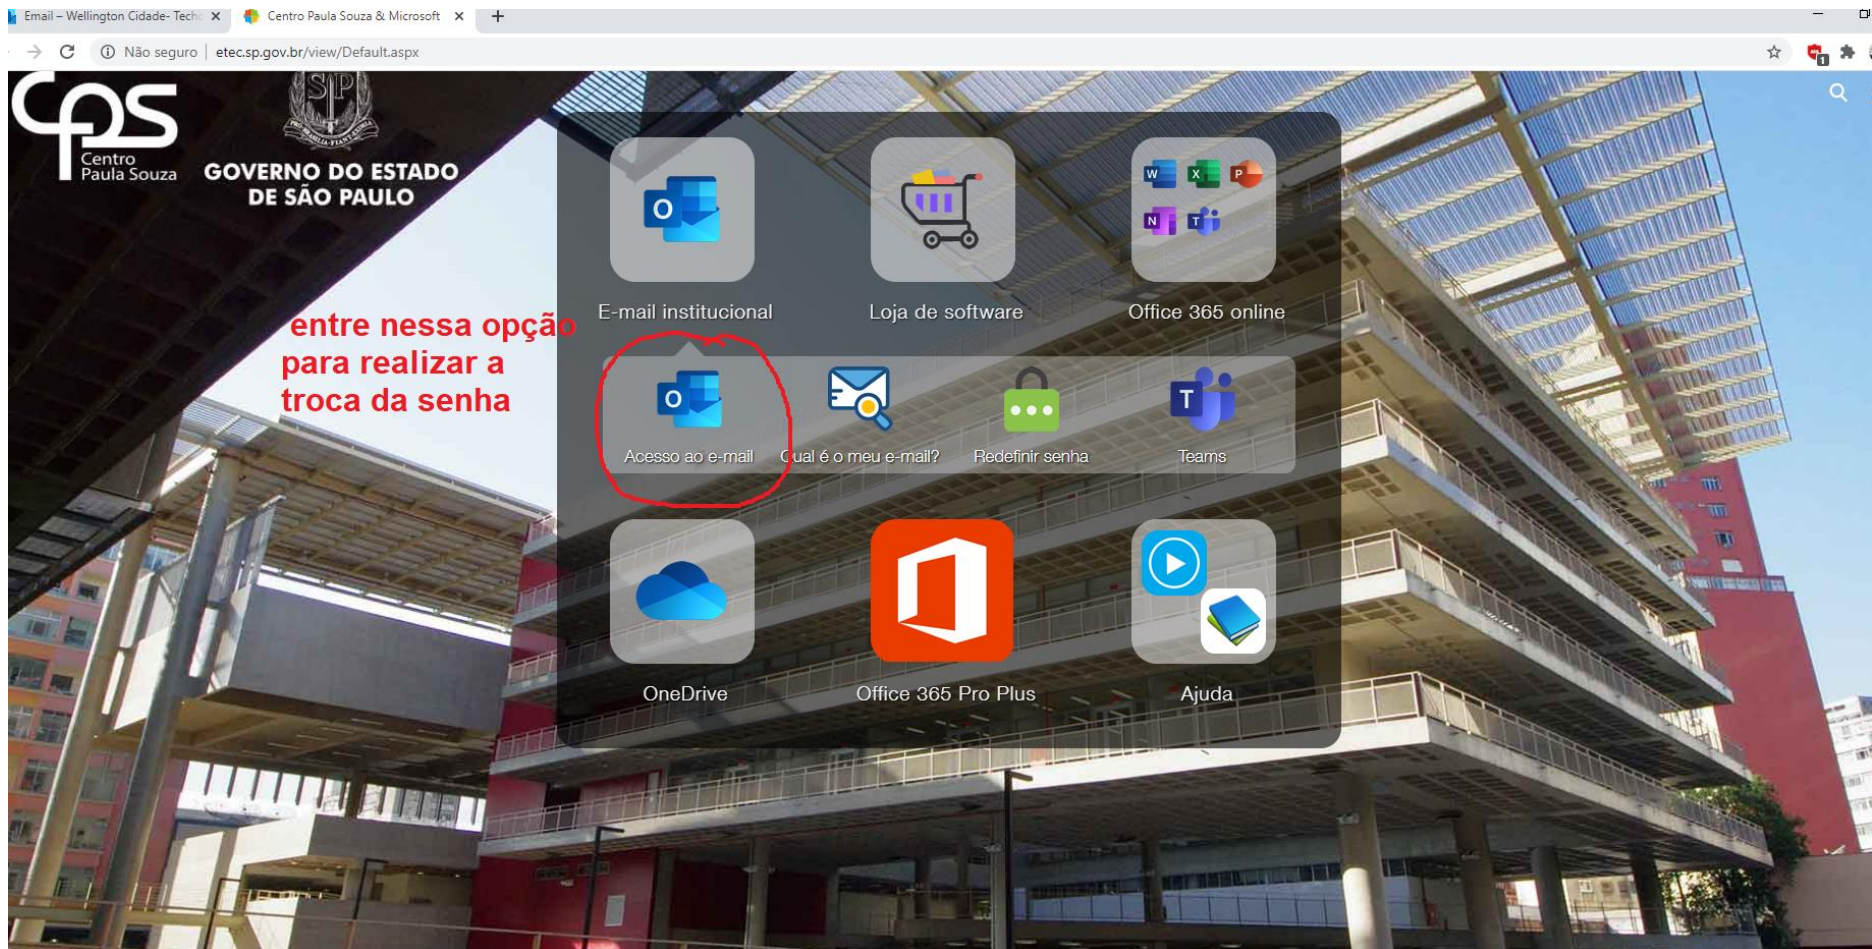 Email – Wellington Cidade- Tech
Centro Paula Souza & Microsoft
Não seguro | etec.sp.gov.br/view/Default.aspx
1
CPS
Centro
Paula Souza
SP
GOVERNO DO ESTADO
DE SÃO PAULO
O
W X P
N T
E-mail institucional
Loja de software
Office 365 online
entre nessa opção
para realizar a
troca da senha
O
T
Acesso ao e-mail
Qual é o meu e-mail?
Redefinir senha
Teams
OneDrive
Office 365 Pro Plus
Ajuda